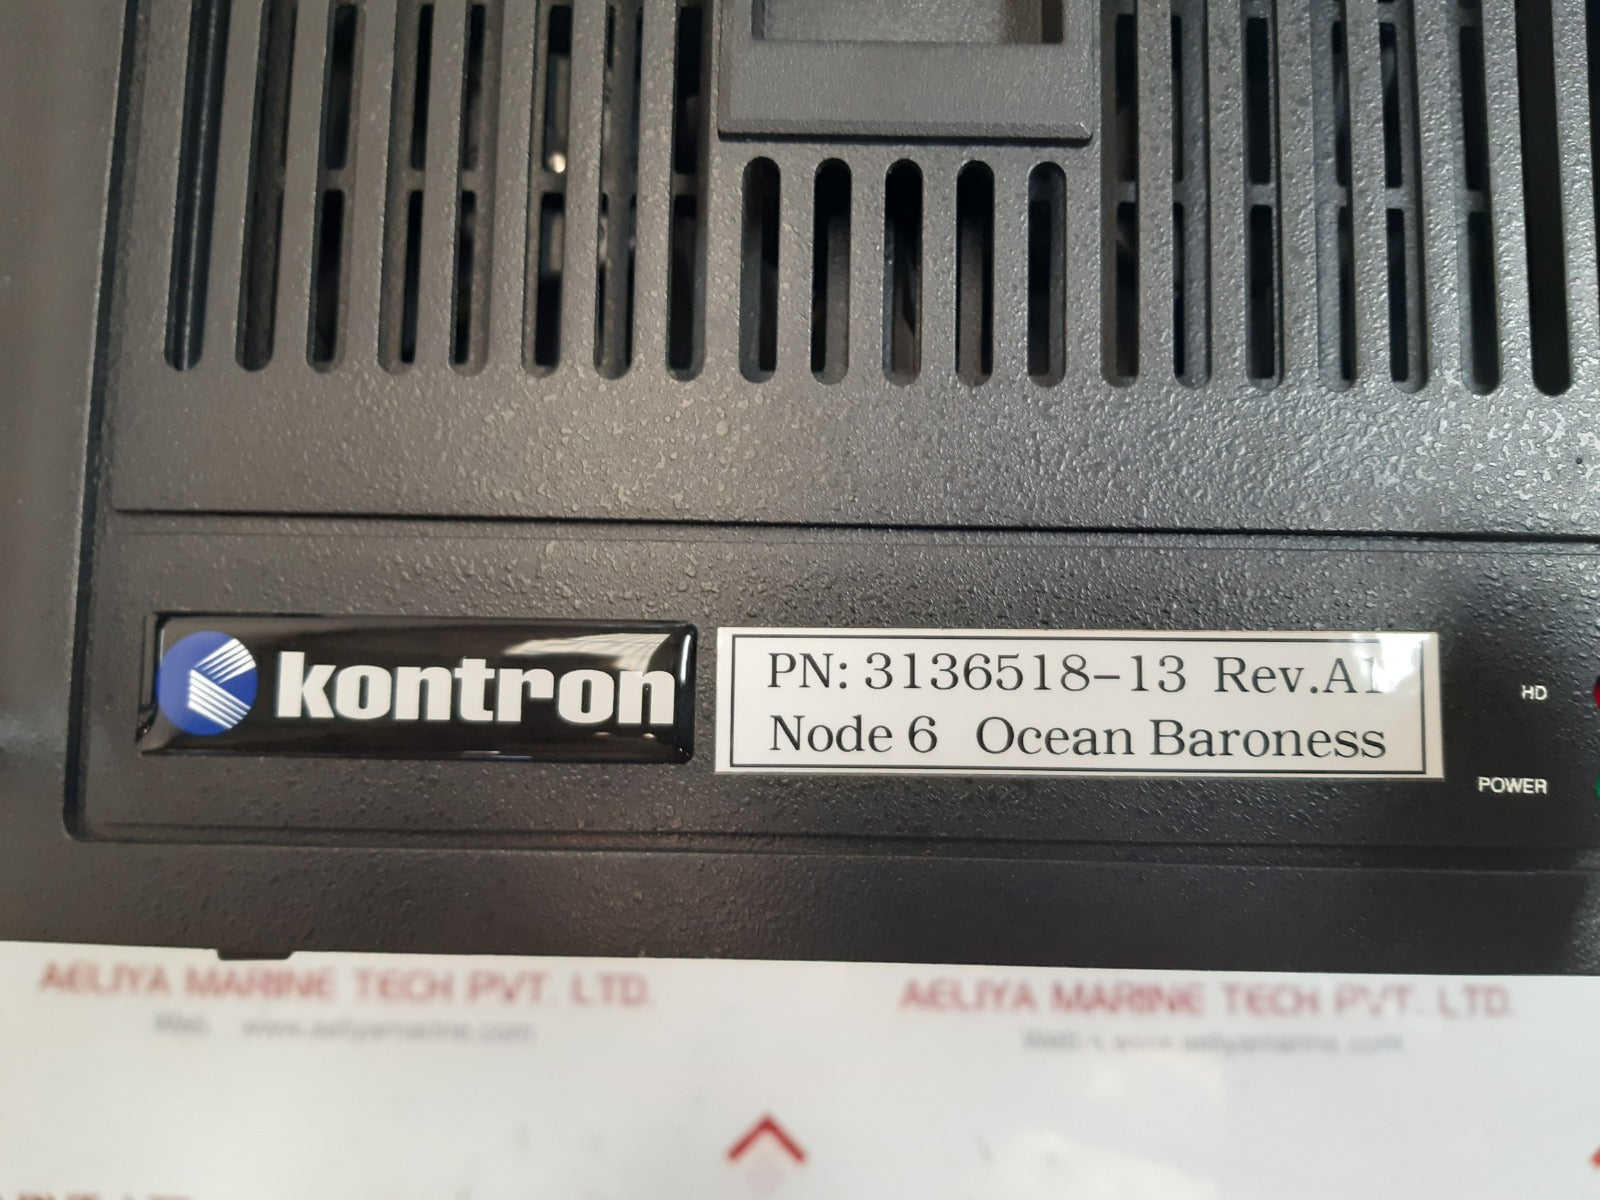 kontron
PN: 3136518-13 Rev.A1
Node 6 Ocean Baroness
HD
POWER
AELIYA MARINE TECH PVT. LTD.
AELIYA MARINE TECH PVT. LTD.
www.aeliyamarine.com